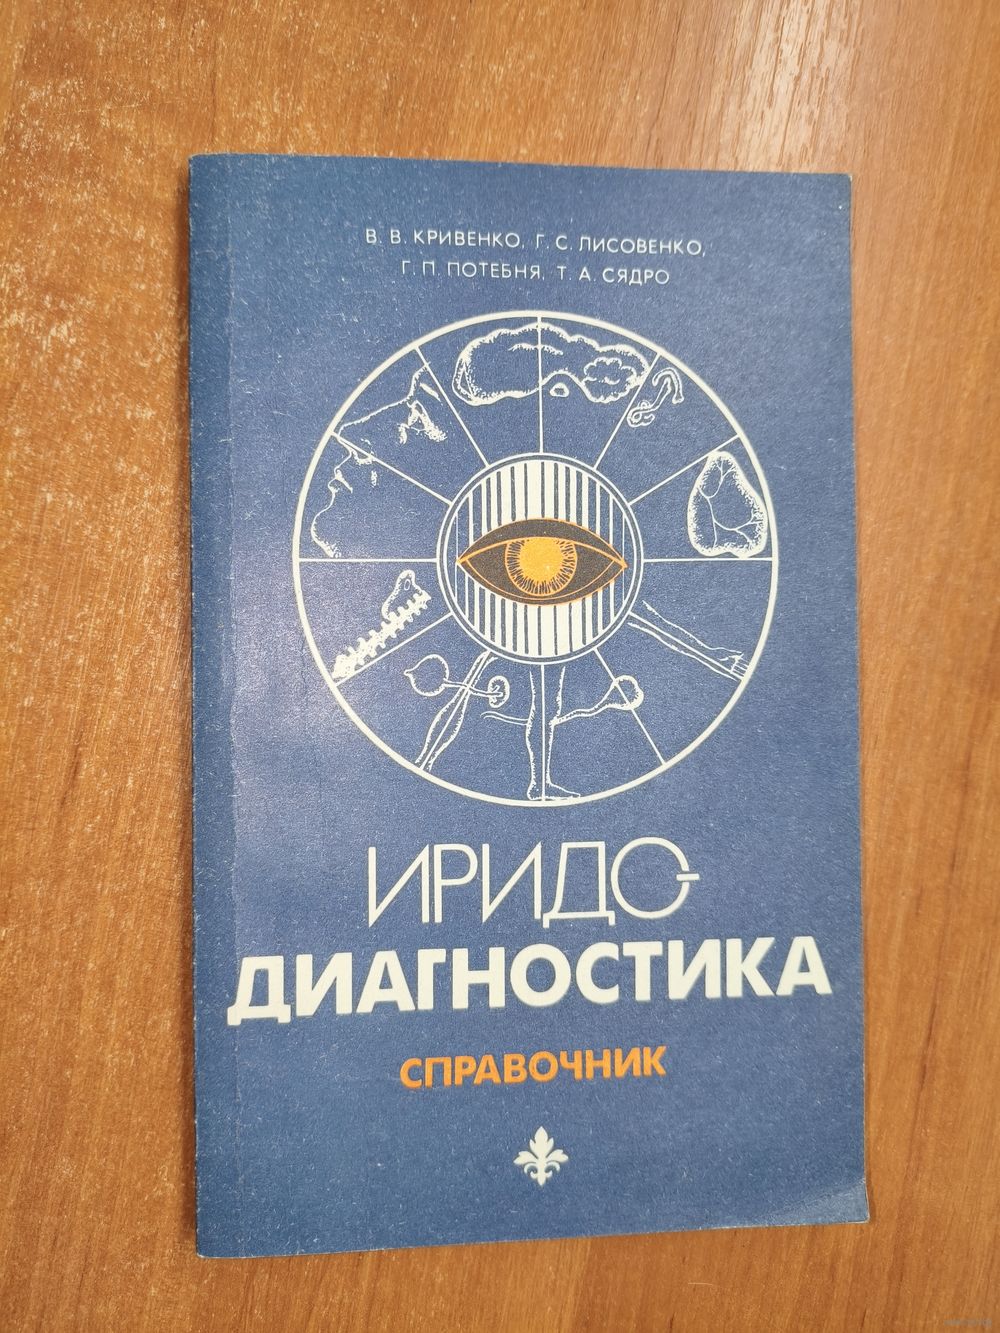 В. В. КРИВЕНКО, Г. С. ЛИСОВЕНКО,
Г. П. ПОТЕБНЯ, Т. А. СЯДРО
ИРИДО-
ДИАГНОСТИКА
СПРАВОЧНИК